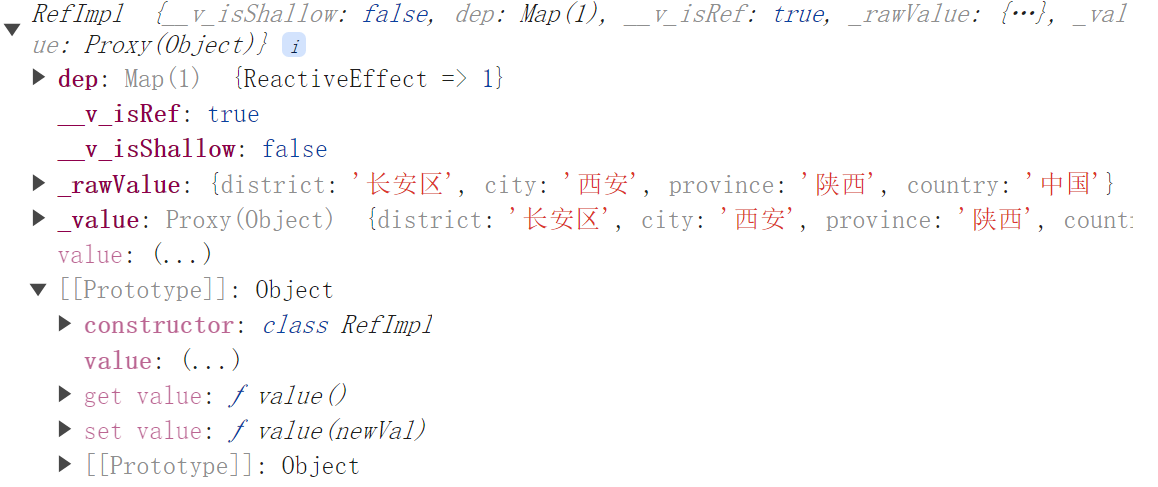 RefImpl {__v_isShallow: false, dep: Map(1), __v_isRef: true, _rawValue: {…}, _val
ue: Proxy(Object)} i
dep: Map(1) {ReactiveEffect => 1}
__v_isRef: true
__v_isShallow: false
_rawValue: {district: '长安区', city: '西安', province: '陕西', country: '中国'}
_value: Proxy(Object) {district: '长安区', city: '西安', province: '陕西', count
value: (...)
[[Prototype]]: Object
constructor: class RefImpl
value: (...)
get value: ƒ value()
set value: ƒ value(newVal)
[[Prototype]]: Object